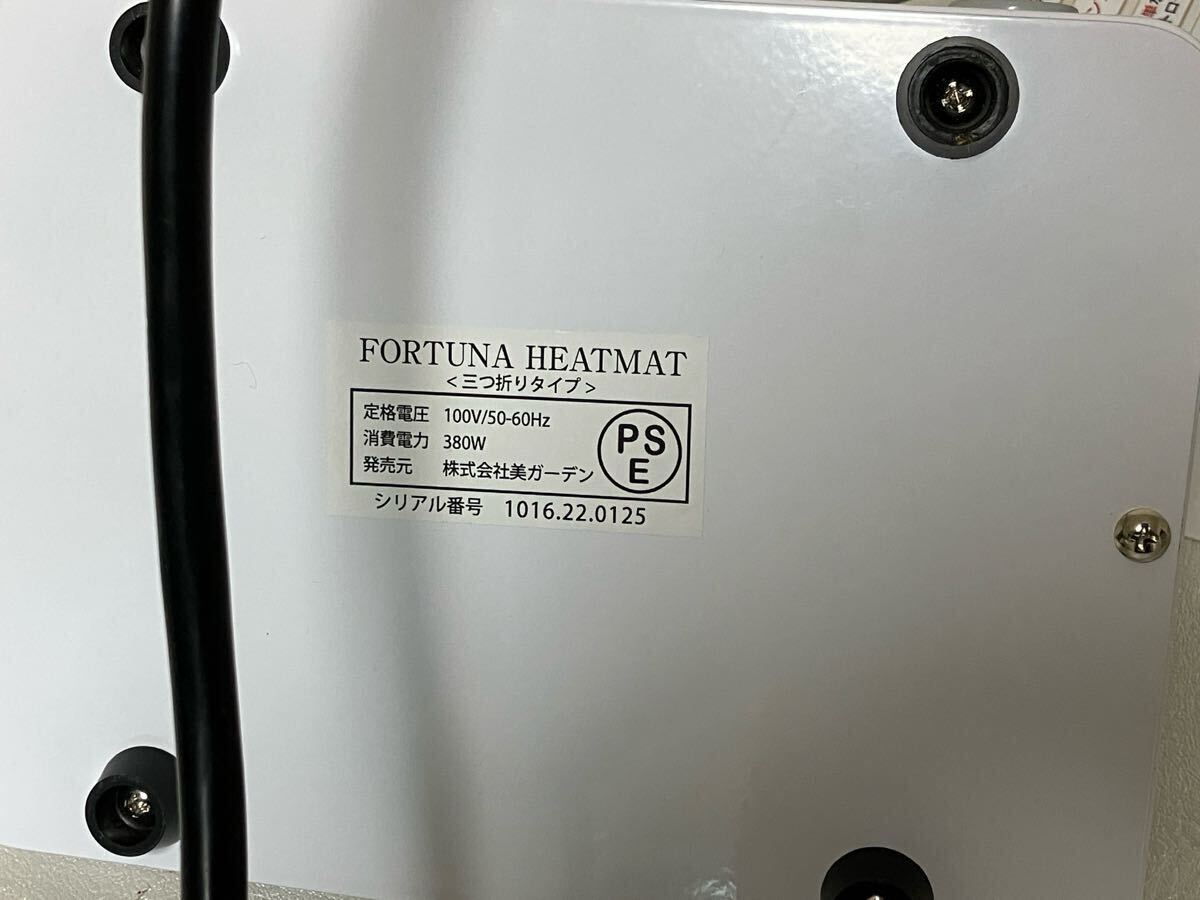 FORTUNA HEATMAT
<三つ折りタイプ>
定格電圧 100V/50-60Hz
消費電力 380W
発売元 株式会社美ガーデン
PS
E
シリアル番号 1016.22.0125